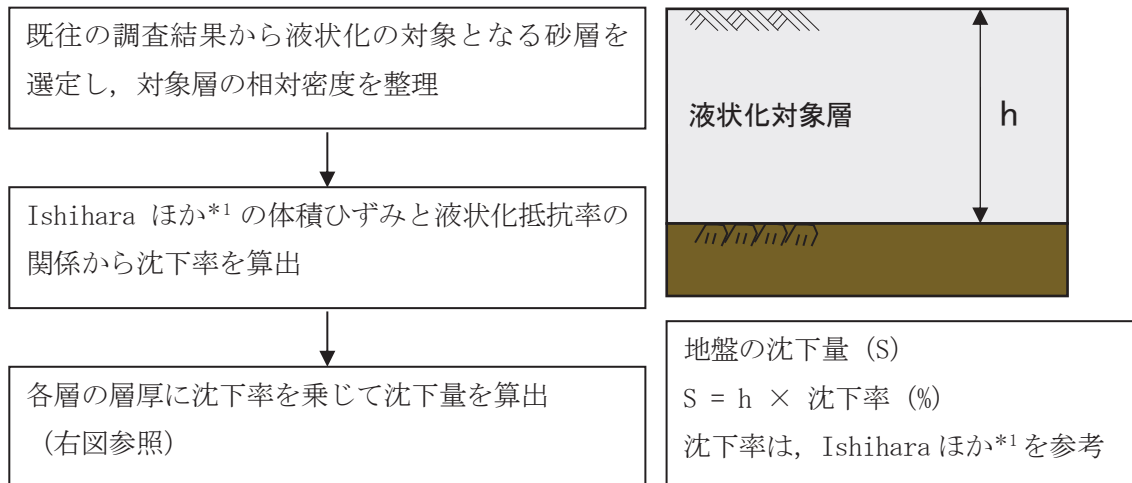 既往の調査結果から液状化の対象となる砂層を
選定し，対象層の相対密度を整理
Ishihara ほか*1 の体積ひずみと液状化抵抗率の
関係から沈下率を算出
各層の層厚に沈下率を乗じて沈下量を算出
（右図参照）
液状化対象層
h
地盤の沈下量（S）
S = h × 沈下率（%）
沈下率は，Ishihara ほか*1 を参考